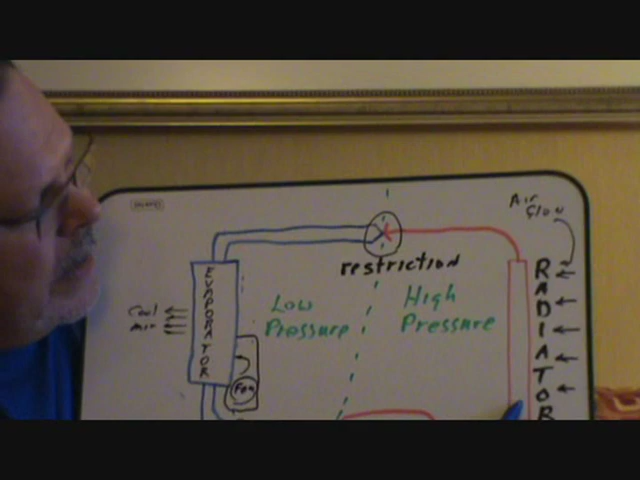 Air
Flow
restriction
EVAPORATOR
Low
Pressure
High
Pressure
RADIATOR
Cool
Air
Fan